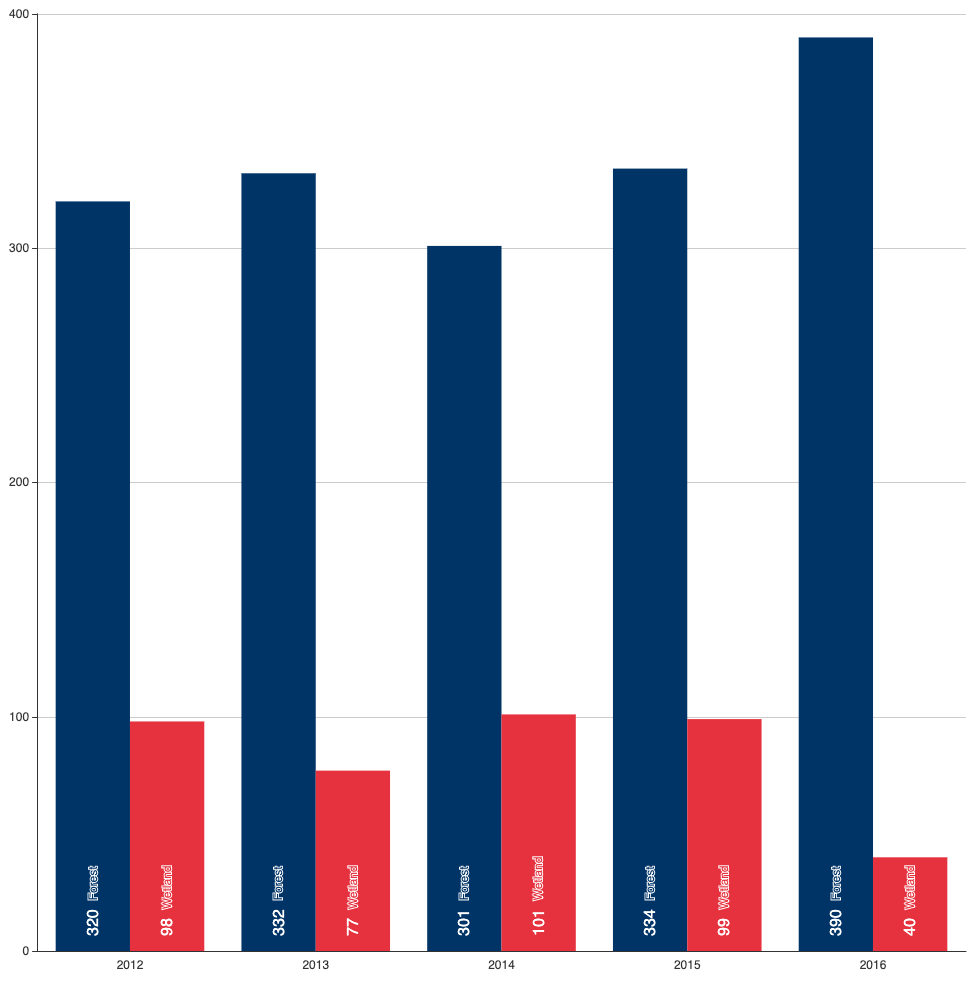 400
300
200
100
0
320 Forest
98 Wetland
332 Forest
77 Wetland
301 Forest
101 Wetland
334 Forest
99 Wetland
390 Forest
40 Wetland
2012
2013
2014
2015
2016